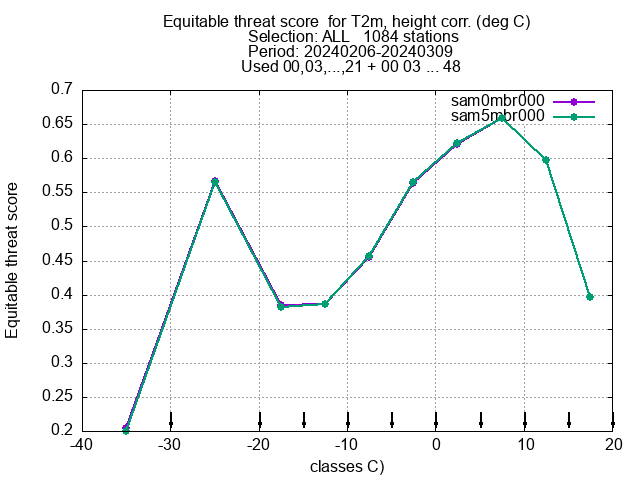 Equitable threat score  for T2m, height corr. (deg C)
Selection: ALL   1084 stations
Period: 20240206-20240309
Used 00,03,...,21 + 00 03 ... 48
sam0mbr000
sam5mbr000
0.7
0.65
0.6
0.55
0.5
0.45
0.4
0.35
0.3
0.25
0.2
Equitable threat score
-40
-30
-20
-10
0
10
20
classes C)